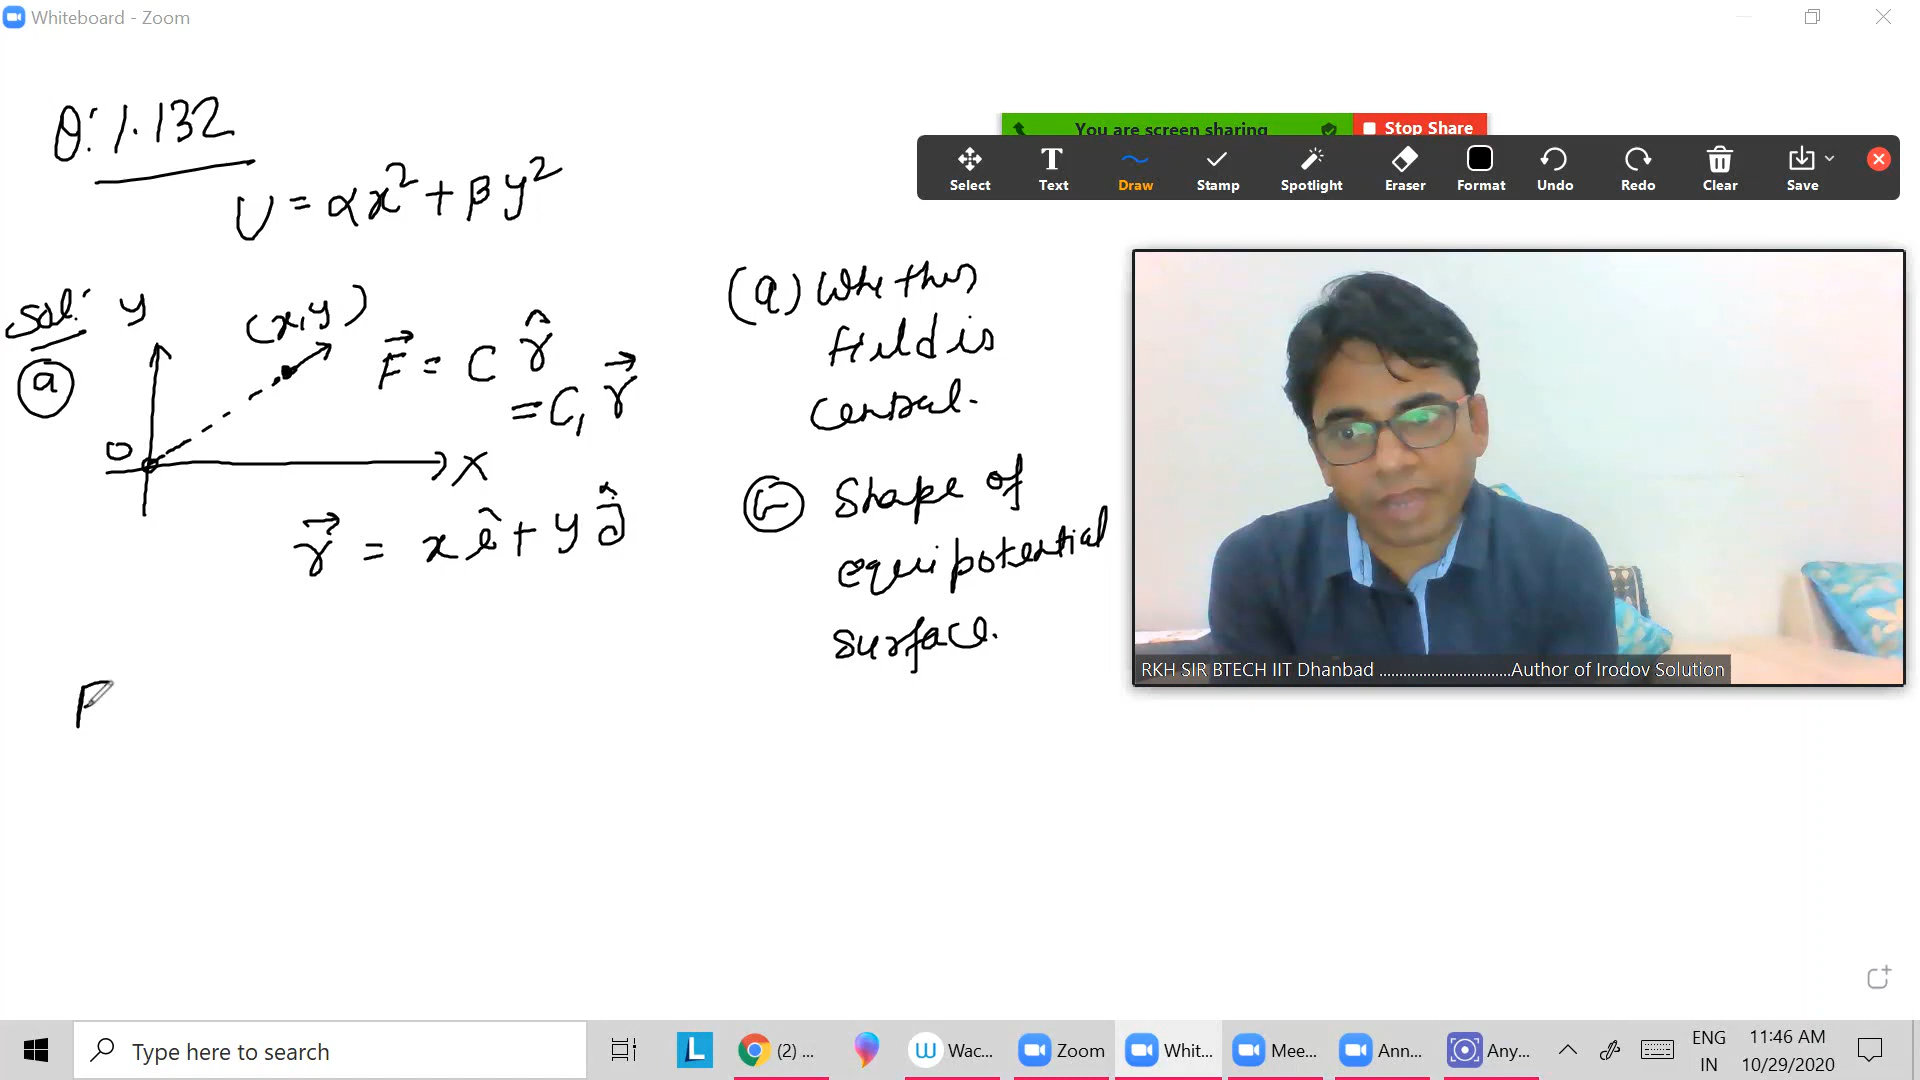 Whiteboard - Zoom
Q: 1.132
U = αx² + βy²
You are screen sharing
Stop Share
Select
Text
Draw
Stamp
Spotlight
Eraser
Format
Undo
Redo
Clear
Save
Sol:
y
(x,y)
a
F⃗ = C r̂
= C₁ r⃗
O
X
r⃗ = x î + y ĵ
(a) Whether
field is
central.
Shape of
equipotential
surface.
F
RKH SIR BTECH IIT Dhanbad ...............................Author of Irodov Solution
Type here to search
L
(2) ...
W
Wac...
Zoom
Whit...
Mee...
Ann...
Any...
ENG
IN
11:46 AM
10/29/2020